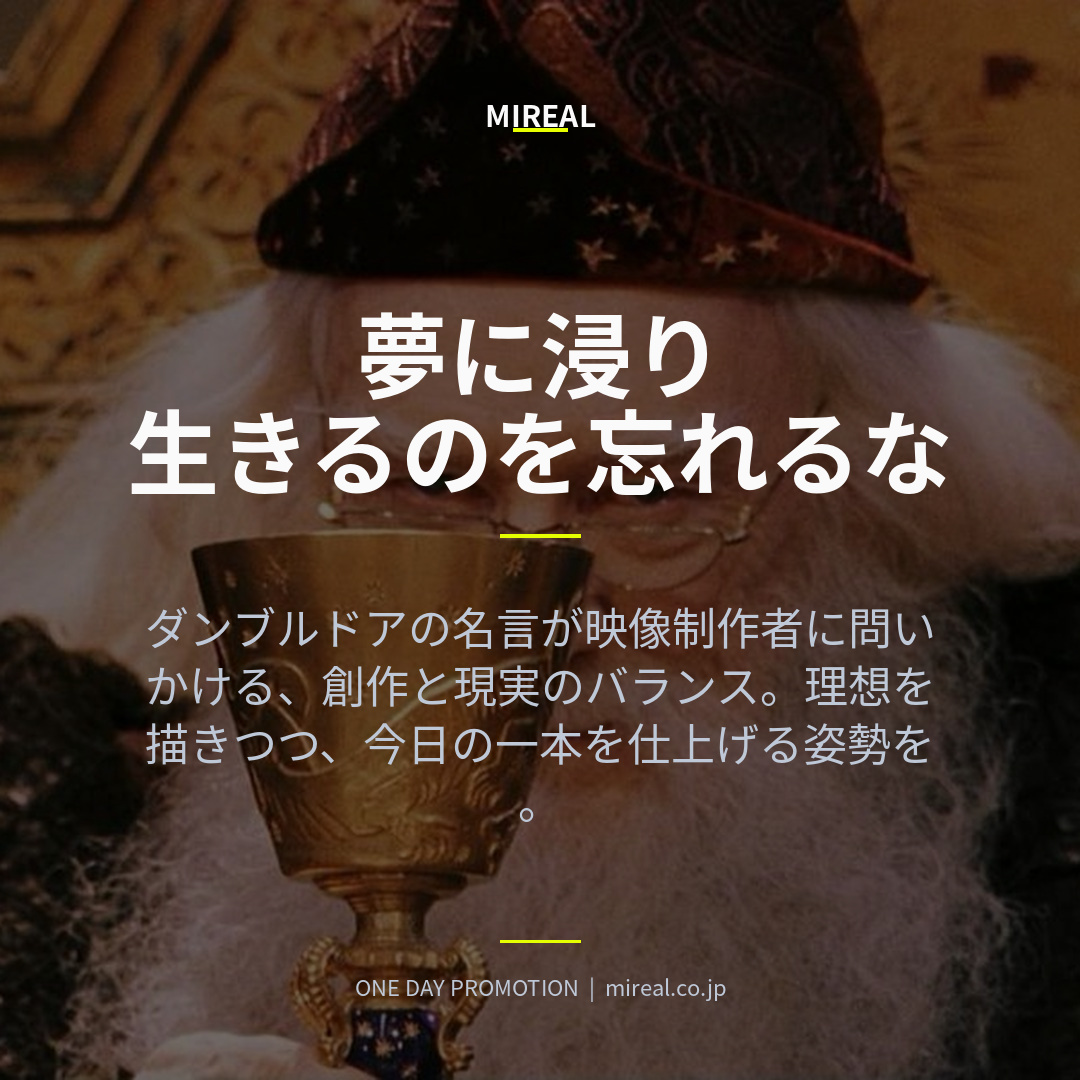 MIREAL
夢に浸り
生きるのを忘れるな
ダンブルドアの名言が映像制作者に問い
かける、創作と現実のバランス。理想を
描きつつ、今日の一本を仕上げる姿勢を
。
ONE DAY PROMOTION | mireal.co.jp